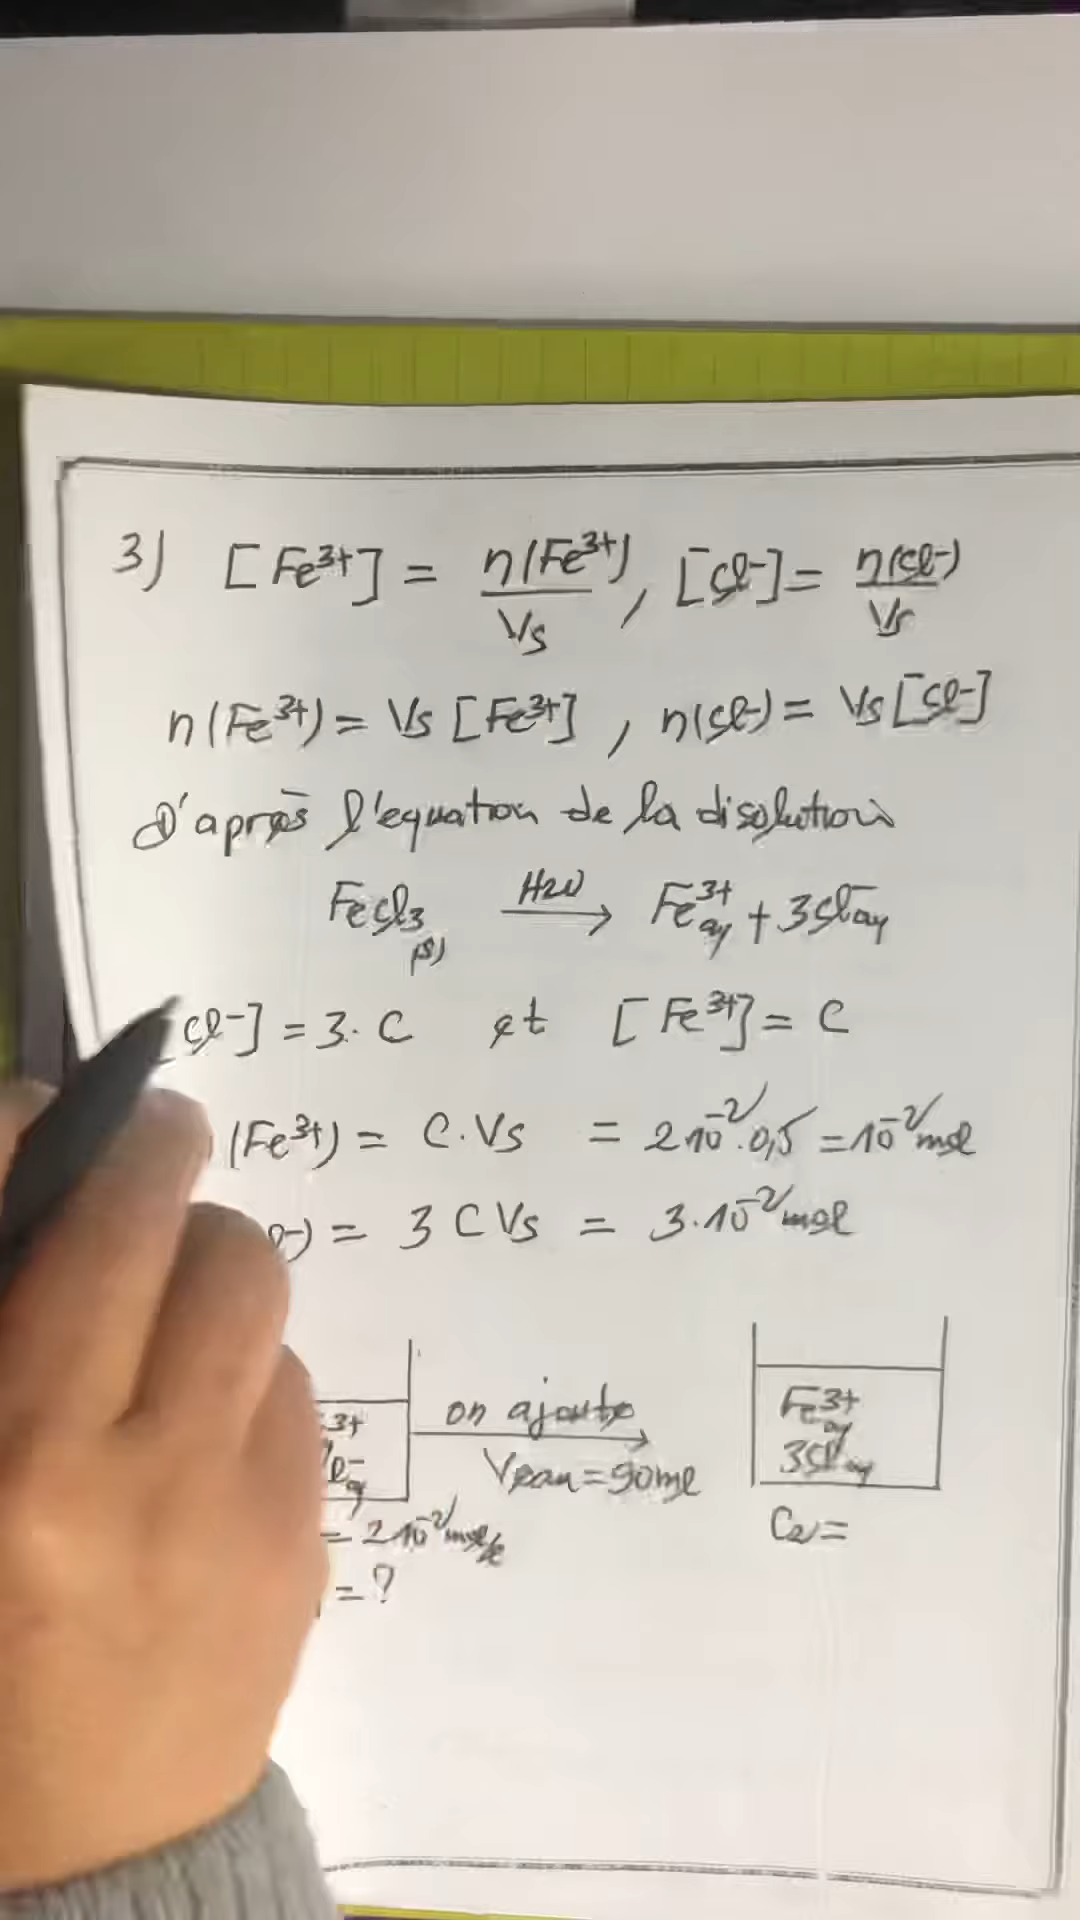 3) [Fe³⁺] = n(Fe³⁺)/Vs , [Cl⁻] = n(Cl⁻)/Vs
n(Fe³⁺) = Vs [Fe³⁺] , n(Cl⁻) = Vs [Cl⁻]
d'après l'equation de la disolution
FeCl₃(s) —H₂O→ Fe³⁺aq + 3Cl⁻aq
[Cl⁻] = 3. C et [Fe³⁺] = C
(Fe³⁺) = C.Vs = 2 10⁻².0,5 = 10⁻² mol
= 3 C Vs = 3.10⁻² mol
3+
on ajoute
Veau = 90ml
Fe³⁺aq
3Cl⁻aq
= 2 10⁻² mol/l
C₂ =
= ?